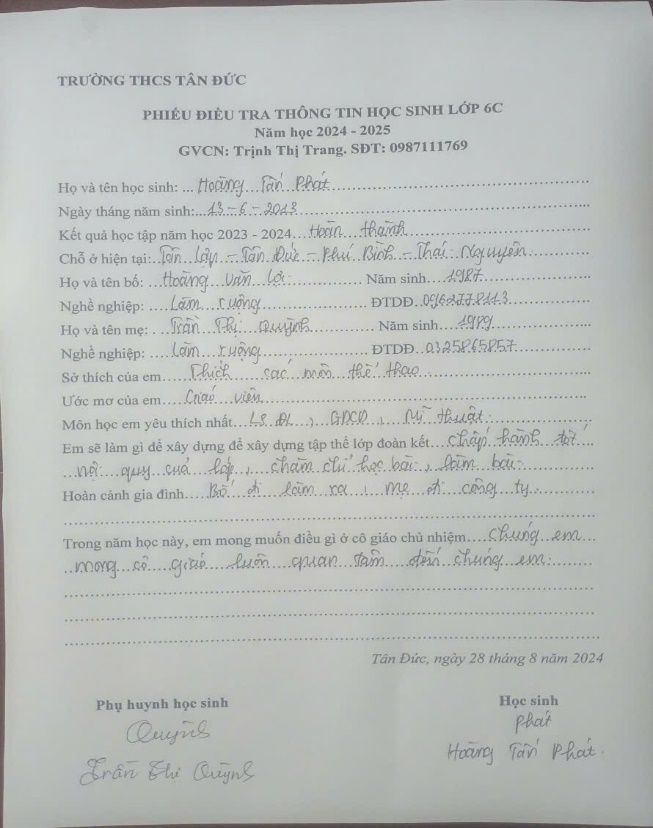 TRƯỜNG THCS TÂN ĐỨC
PHIẾU ĐIỀU TRA THÔNG TIN HỌC SINH LỚP 6C
Năm học 2024 - 2025
GVCN: Trịnh Thị Trang. SĐT: 0987111769
Họ và tên học sinh: ... Hoàng Tấn Phát
Ngày tháng năm sinh: 13-6-2013
Kết quả học tập năm học 2023 - 2024 Hoàn thành
Chỗ ở hiện tại: Tân Lập - Tân Đức - Phú Bình - Thái Nguyên
Họ và tên bố: Hoàng Văn Lợi Năm sinh 1987
Nghề nghiệp: Làm ruộng ĐTDĐ
Họ và tên mẹ: Trần Thị Quỳnh Năm sinh 1989
Nghề nghiệp: Làm ruộng ĐTDĐ 0325865857
Sở thích của em Thích các môn thể thao
Ước mơ của em Giáo viên
Môn học em yêu thích nhất LS ĐL, GDCD, Mĩ thuật
Em sẽ làm gì để xây dựng để xây dựng tập thể lớp đoàn kết chấp hành tốt
nội quy của lớp, chăm chỉ học bài, làm bài
Hoàn cảnh gia đình Bố đi làm xa, mẹ đi công ty
Trong năm học này, em mong muốn điều gì ở cô giáo chủ nhiệm Chúng em
mong cô giáo luôn quan tâm đến chúng em.
Tân Đức, ngày 28 tháng 8 năm 2024
Phụ huynh học sinh Học sinh
Quỳnh Phát
Trần Thị Quỳnh Hoàng Tấn Phát.